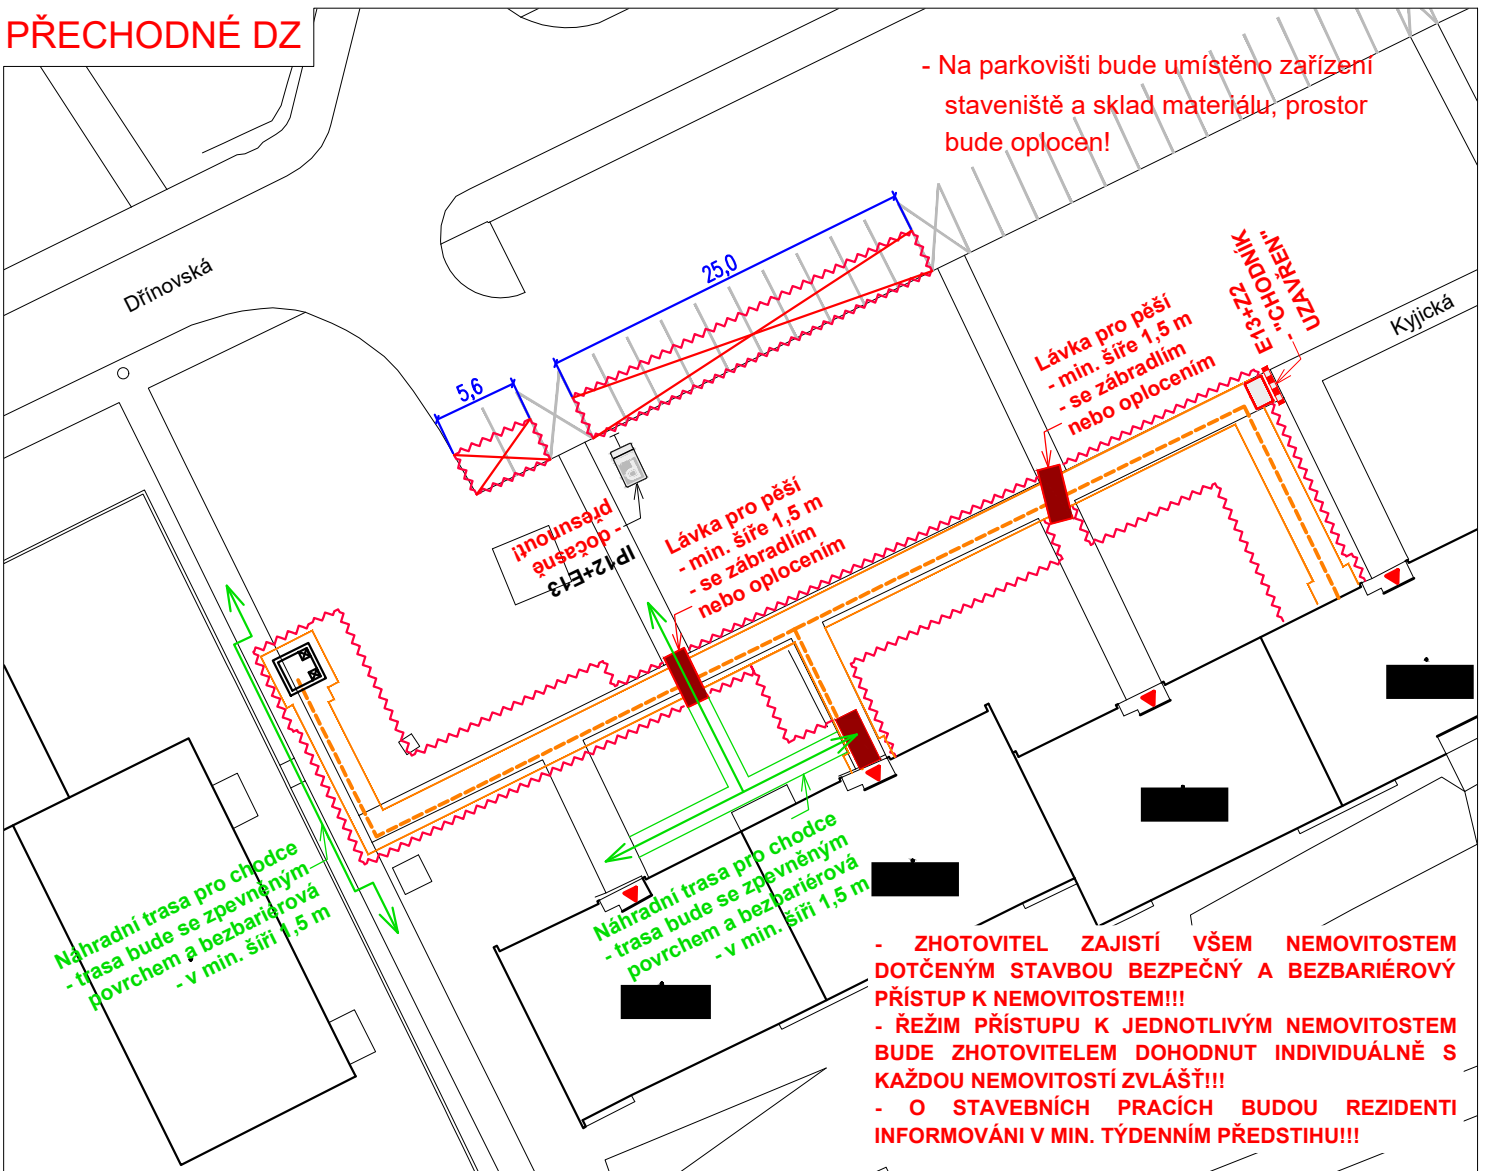 PŘECHODNÉ DZ
- Na parkovišti bude umístěno zařízení
staveniště a sklad materiálu, prostor
bude oplocen!
Dřínovská
25,0
5,6
E13+Z2
- "CHODNÍK
UZAVŘEN"
Kyjická
Lávka pro pěší
- min. šíře 1,5 m
- se zábradlím
nebo oplocením
IP12+E13
- dočasně
přesnout!
Lávka pro pěší
- min. šíře 1,5 m
- se zábradlím
nebo oplocením
Náhradní trasa pro chodce
- trasa bude se zpevněným
povrchem a bezbariérová
- v min. šíři 1,5 m
Náhradní trasa pro chodce
- trasa bude se zpevněným
povrchem a bezbariérová
- v min. šíři 1,5 m
- ZHOTOVITEL ZAJISTÍ VŠEM NEMOVITOSTEM
DOTČENÝM STAVBOU BEZPEČNÝ A BEZBARIÉROVÝ
PŘÍSTUP K NEMOVITOSTEM!!!
- ŘEŽIM PŘÍSTUPU K JEDNOTLIVÝM NEMOVITOSTEM
BUDE ZHOTOVITELEM DOHODNUT INDIVIDUÁLNĚ S
KAŽDOU NEMOVITOSTÍ ZVLÁŠŤ!!!
- O STAVEBNÍCH PRACÍCH BUDOU REZIDENTI
INFORMOVÁNI V MIN. TÝDENNÍM PŘEDSTIHU!!!